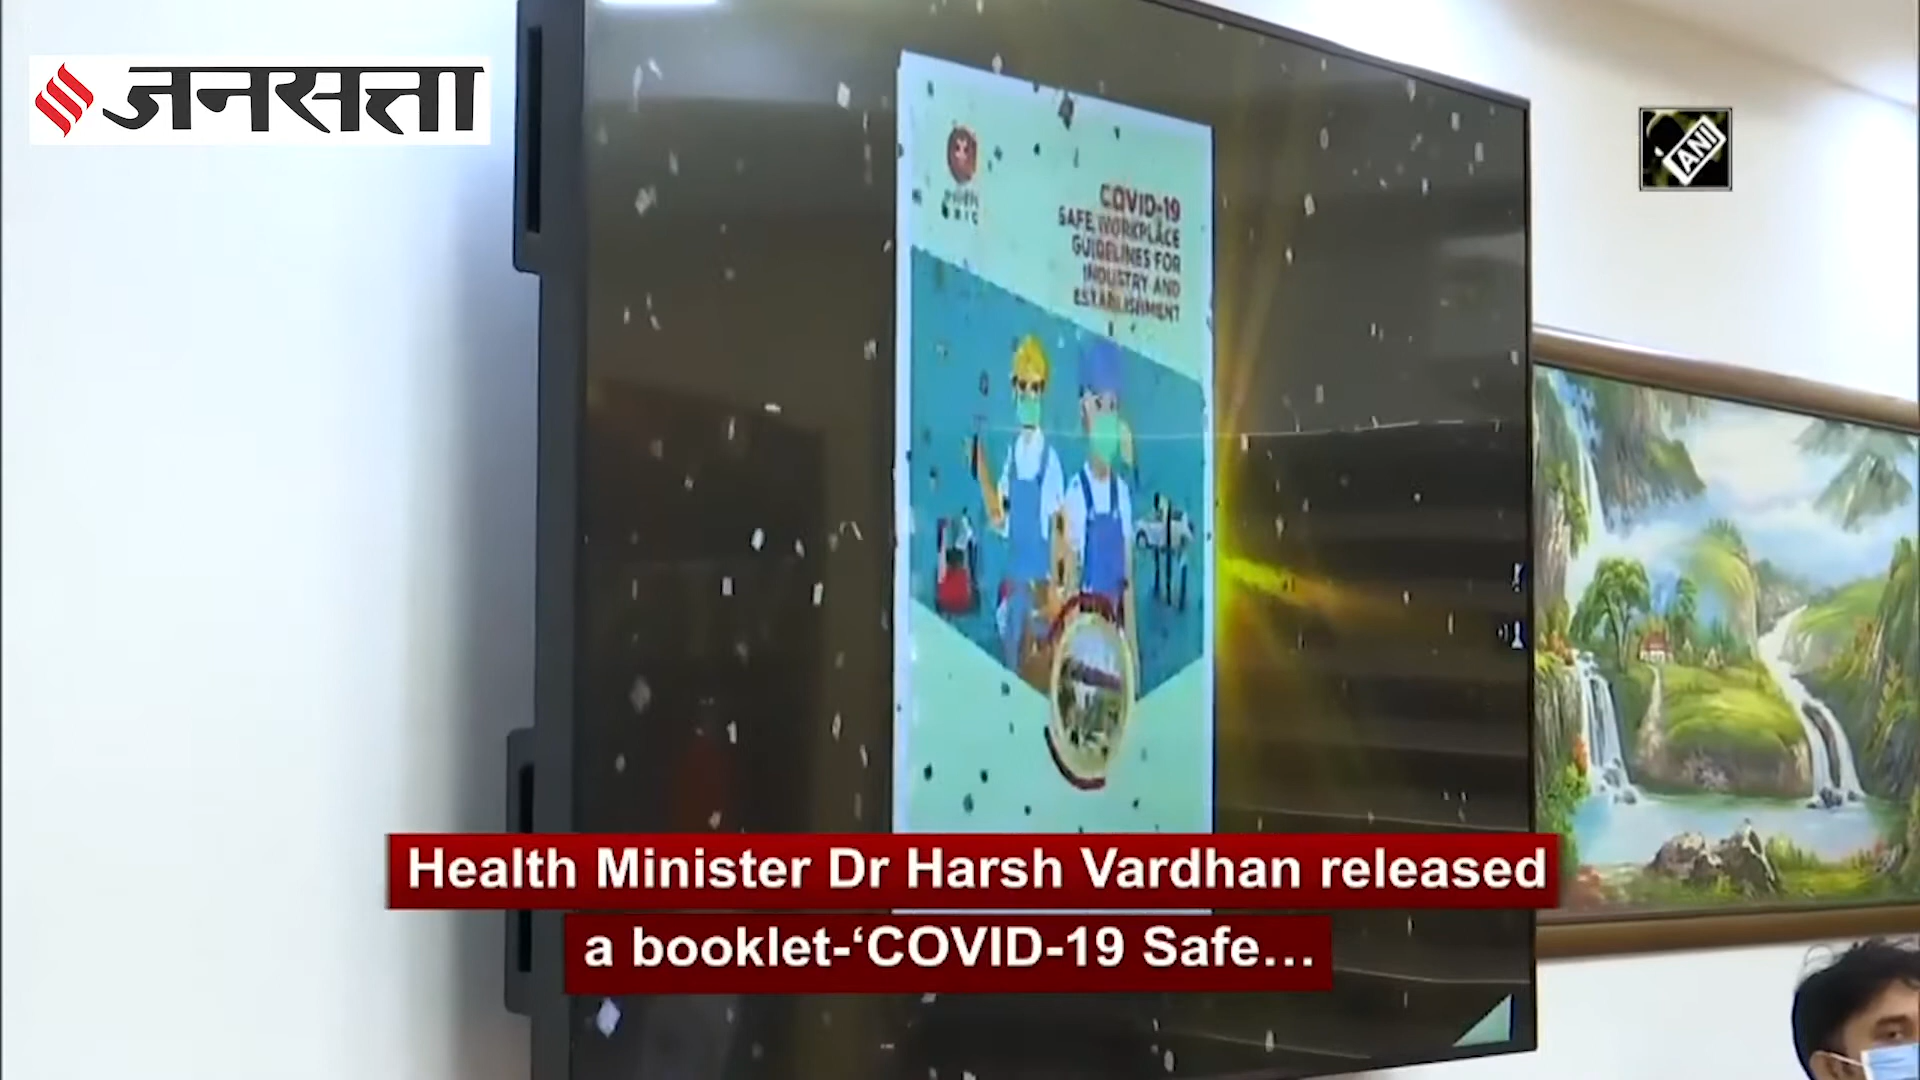 जनसत्ता
ANI
COVID-19
SAFE WORKPLACE
GUIDELINES FOR
INDUSTRY AND
ESTABLISHMENT
Health Minister Dr Harsh Vardhan released
a booklet-‘COVID-19 Safe...